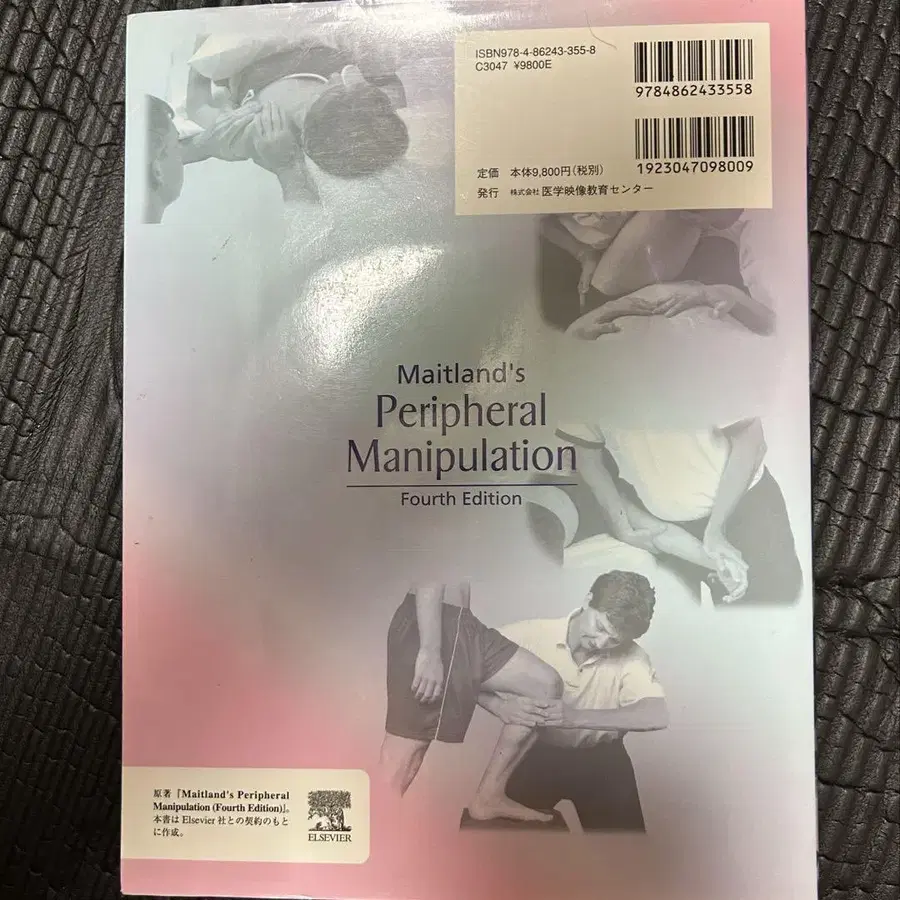 ISBN978-4-86243-355-8
C3047 ¥9800E
9784862433558
1923047098009
定価 本体9,800円(税別)
発行 株式会社 医学映像教育センター
Maitland's
Peripheral
Manipulation
Fourth Edition
原著『Maitland's Peripheral
Manipulation (Fourth Edition)』。
本書は Elsevier 社との契約のもと
に作成。
ELSEVIER